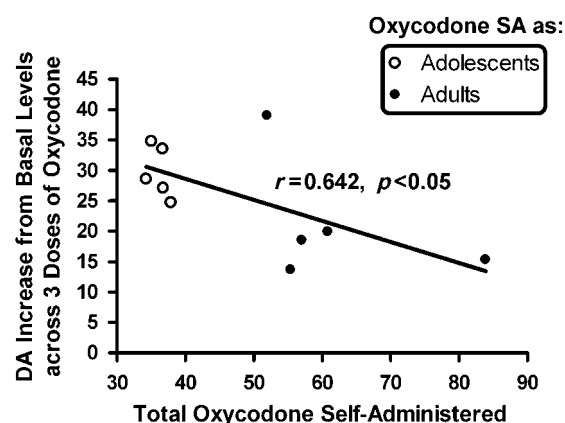 Oxycodone SA as:
Adolescents
Adults
DA Increase from Basal Levels
across 3 Doses of Oxycodone
45
40
35
30
25
20
15
10
5
0
r=0.642, p<0.05
30 40 50 60 70 80 90
Total Oxycodone Self-Administered